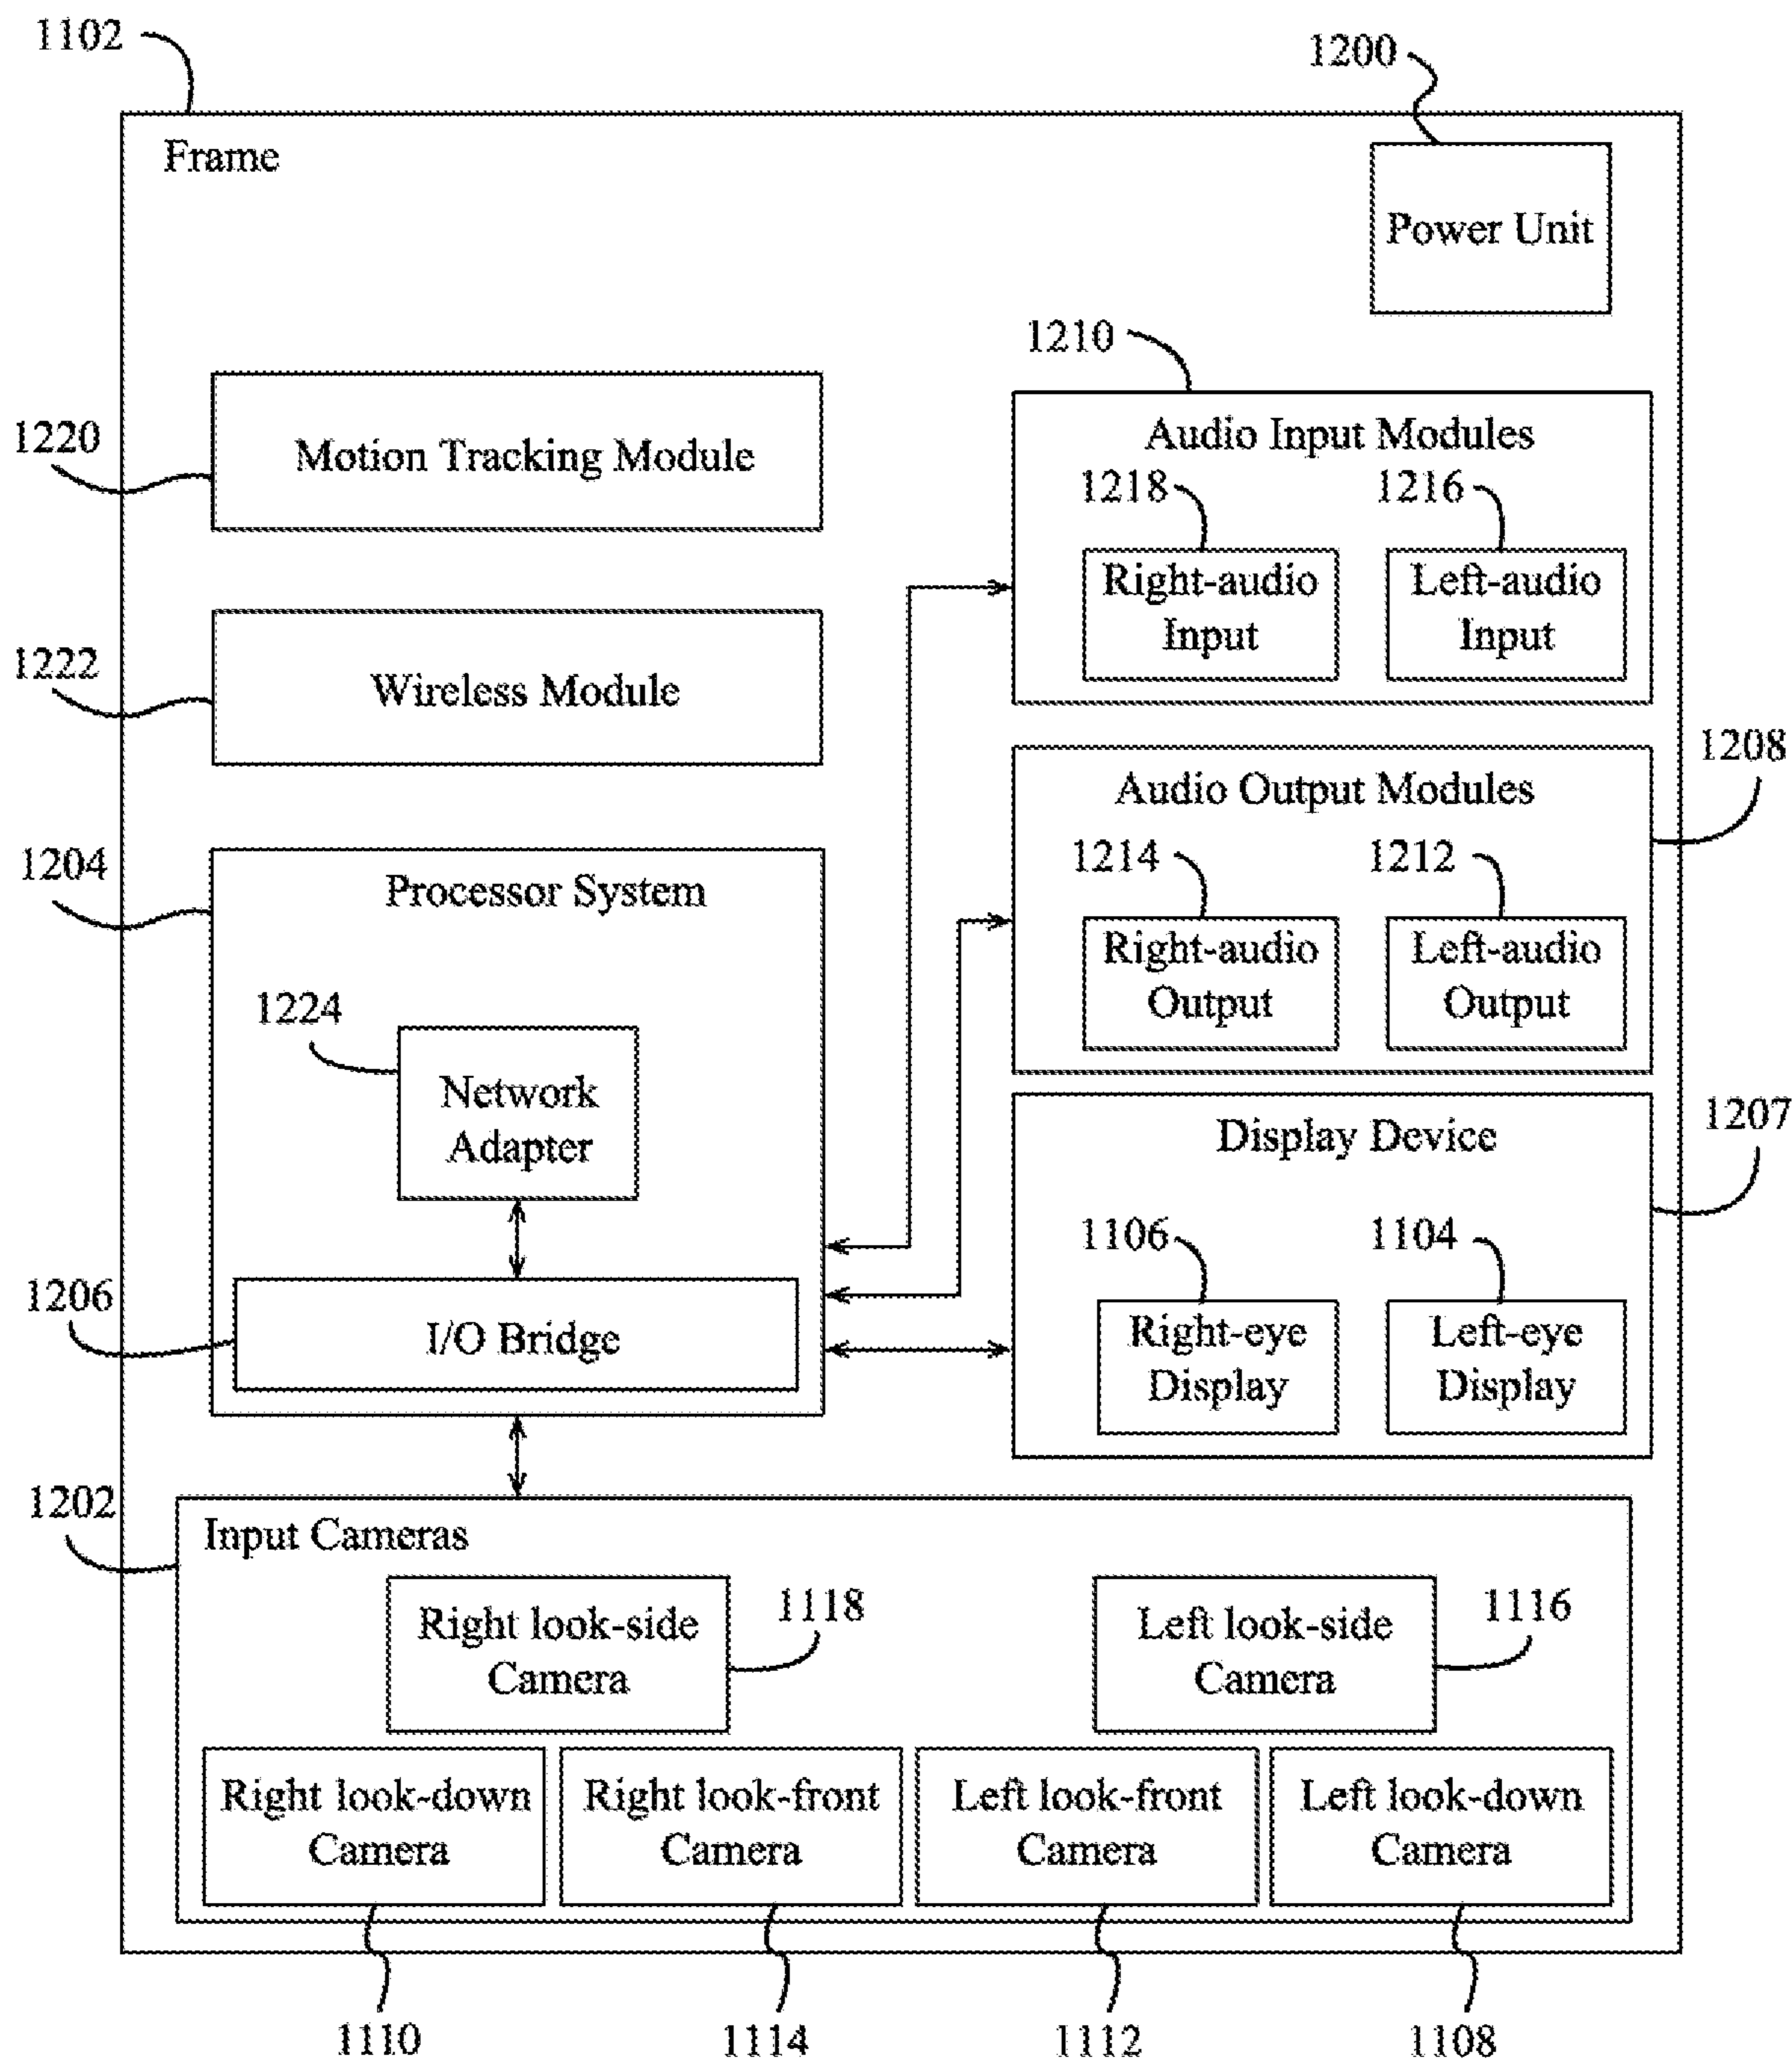 1102
1200
Frame
Power Unit
1210
1220
Motion Tracking Module
Audio Input Modules
1218
1216
Right-audio
Input
Left-audio
Input
1222
Wireless Module
1208
Audio Output Modules
1214
1212
Right-audio
Output
Left-audio
Output
1204
Processor System
1224
Network
Adapter
1207
Display Device
1106
1104
Right-eye
Display
Left-eye
Display
1206
I/O Bridge
1202
Input Cameras
Right look-side
Camera
1118
Left look-side
Camera
1116
Right look-down
Camera
Right look-front
Camera
Left look-front
Camera
Left look-down
Camera
1110
1114
1112
1108